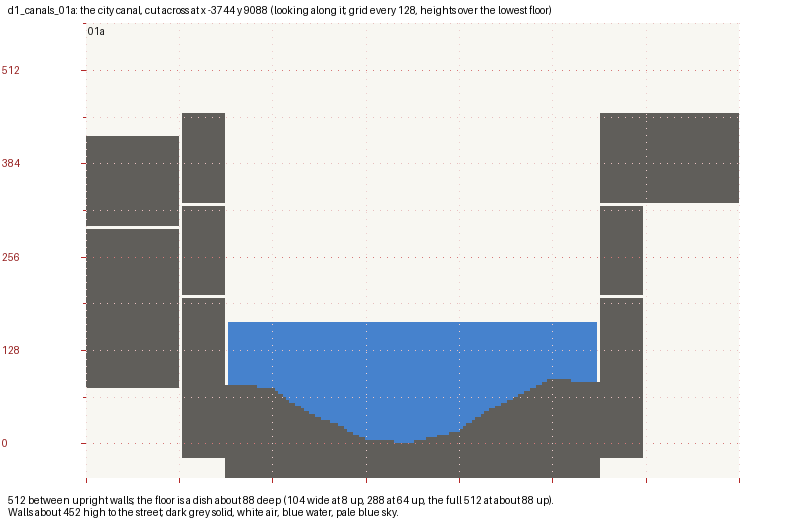 d1_canals_01a: the city canal, cut across at x -3744 y 9088 (looking along it; grid every 128, heights over the lowest floor)
01a
512
384
256
128
0
512 between upright walls; the floor is a dish about 88 deep (104 wide at 8 up, 288 at 64 up, the full 512 at about 88 up).
Walls about 452 high to the street; dark grey solid, white air, blue water, pale blue sky.